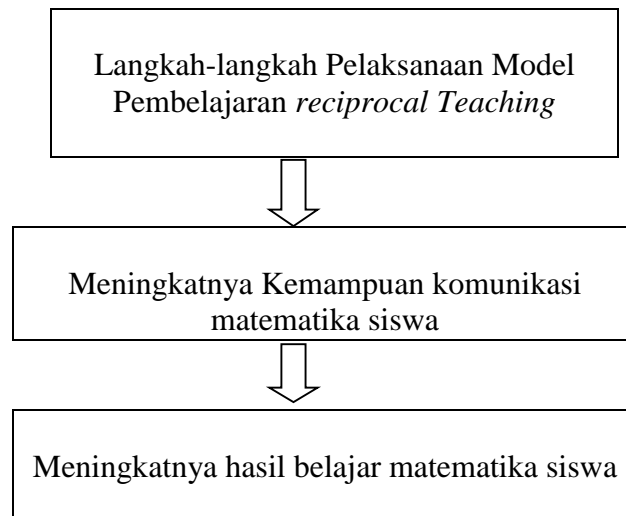 Langkah-langkah Pelaksanaan Model
Pembelajaran reciprocal Teaching
Meningkatnya Kemampuan komunikasi
matematika siswa
Meningkatnya hasil belajar matematika siswa